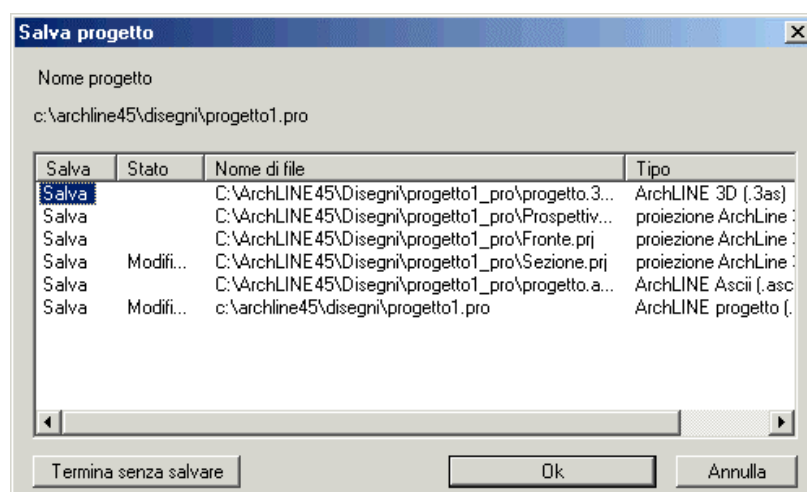 Salva progetto
Nome progetto
c:\archline45\disegni\progetto1.pro
Salva Stato Nome di file Tipo
Salva C:\ArchLINE45\Disegni\progetto1_pro\progetto.3... ArchLINE 3D (.3as)
Salva C:\ArchLINE45\Disegni\progetto1_pro\Prospettiv... proiezione ArchLine
Salva C:\ArchLINE45\Disegni\progetto1_pro\Fronte.prj proiezione ArchLine
Salva Modifi... C:\ArchLINE45\Disegni\progetto1_pro\Sezione.prj proiezione ArchLine
Salva C:\ArchLINE45\Disegni\progetto1_pro\progetto.a... ArchLINE Ascii (.asc
Salva Modifi... c:\archline45\disegni\progetto1.pro ArchLINE progetto (.
Termina senza salvare Ok Annulla